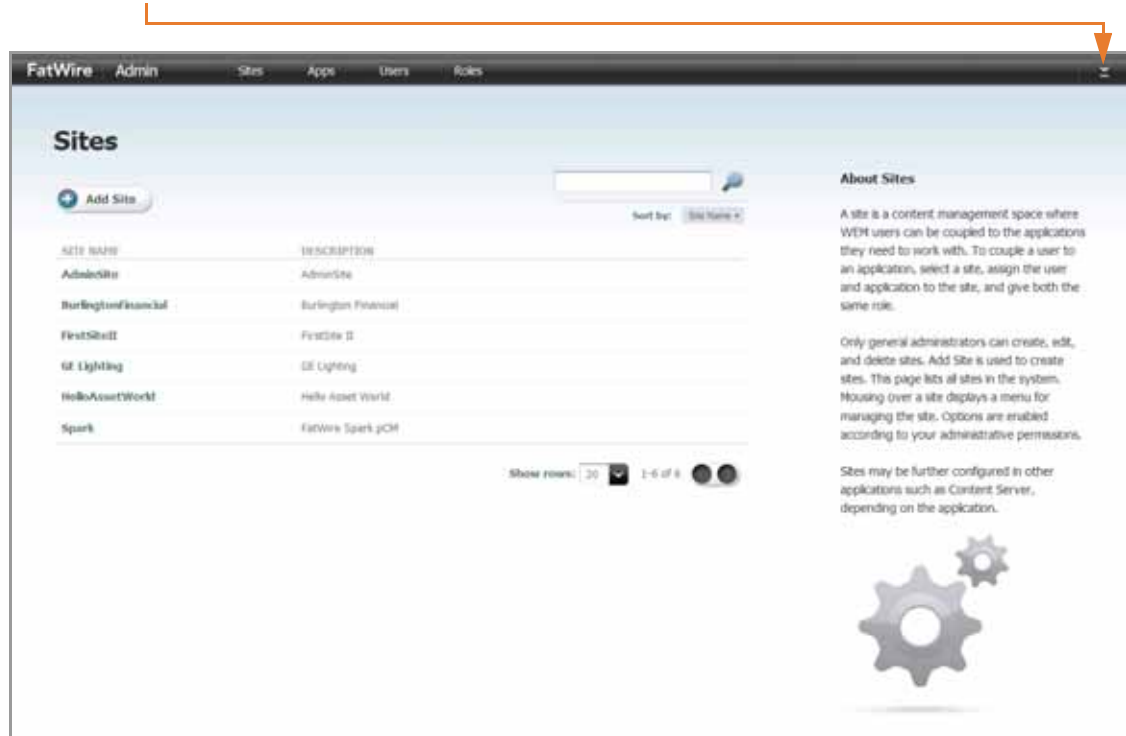 FatWire Admin Sites Apps Users Roles
Sites
Add Site
Sort by: Site Name
SITE NAME DESCRIPTION
AdminSite AdminSite
BurlingtonFinancial Burlington Financial
FirstSiteII FirstSite II
GE Lighting GE Lighting
HelloAssetWorld Hello Asset World
Spark FatWire Spark pCM
Show rows: 20 1-6 of 6
About Sites
A site is a content management space where
WEM users can be coupled to the applications
they need to work with. To couple a user to
an application, select a site, assign the user
and application to the site, and give both the
same role.
Only general administrators can create, edit,
and delete sites. Add Site is used to create
sites. This page lists all sites in the system.
Mousing over a site displays a menu for
managing the site. Options are enabled
according to your administrative permissions.
Sites may be further configured in other
applications such as Content Server,
depending on the application.